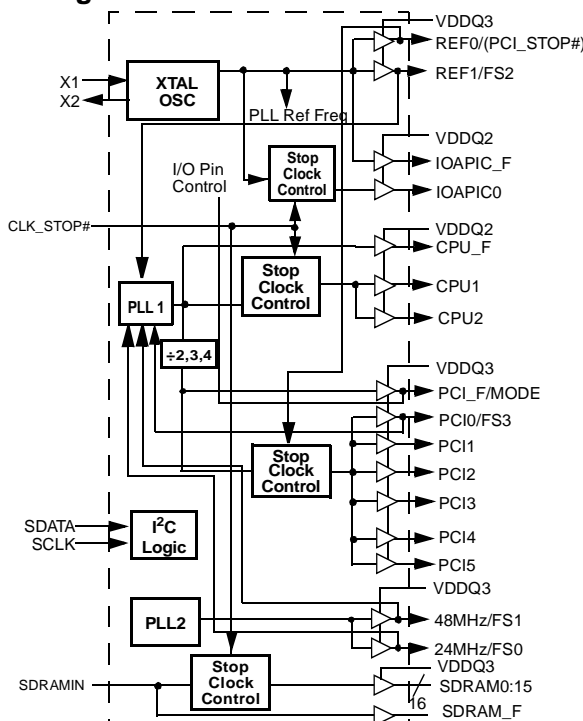 VDDQ3
REF0/(PCI_STOP#)
X1
X2
XTAL
OSC
REF1/FS2
PLL Ref Freq
VDDQ2
I/O Pin
Control
Stop
Clock
Control
IOAPIC_F
IOAPIC0
CLK_STOP#
VDDQ2
CPU_F
Stop
Clock
Control
PLL 1
CPU1
CPU2
÷2,3,4
VDDQ3
PCI_F/MODE
PCI0/FS3
Stop
Clock
Control
PCI1
PCI2
PCI3
PCI4
PCI5
SDATA
SCLK
I2C
Logic
VDDQ3
PLL2
48MHz/FS1
24MHz/FS0
VDDQ3
SDRAMIN
Stop
Clock
Control
SDRAM0:15
16
SDRAM_F